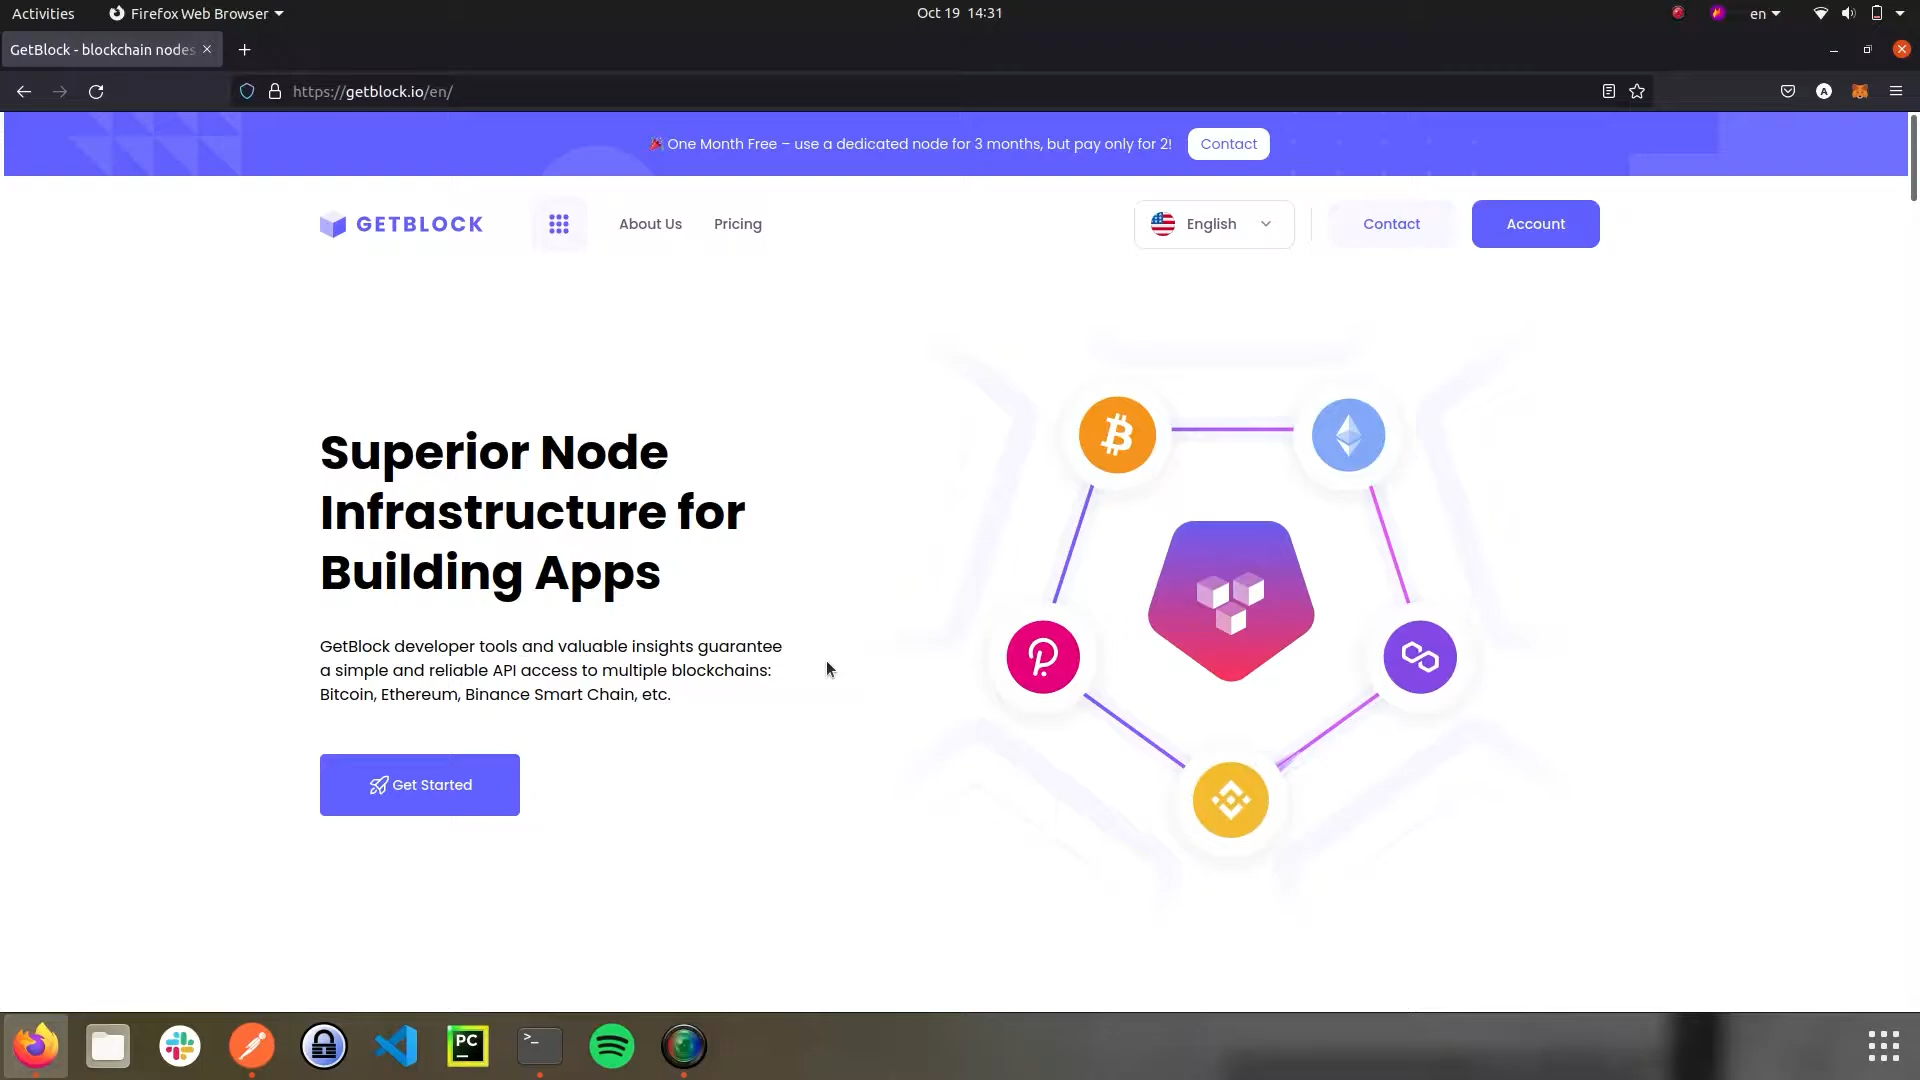 Activities
Firefox Web Browser
Oct 19 14:31
en
GetBlock - blockchain nodes
https://getblock.io/en/
One Month Free – use a dedicated node for 3 months, but pay only for 2!
Contact
GETBLOCK
About Us
Pricing
English
Contact
Account
Superior Node
Infrastructure for
Building Apps
GetBlock developer tools and valuable insights guarantee
a simple and reliable API access to multiple blockchains:
Bitcoin, Ethereum, Binance Smart Chain, etc.
Get Started
PC